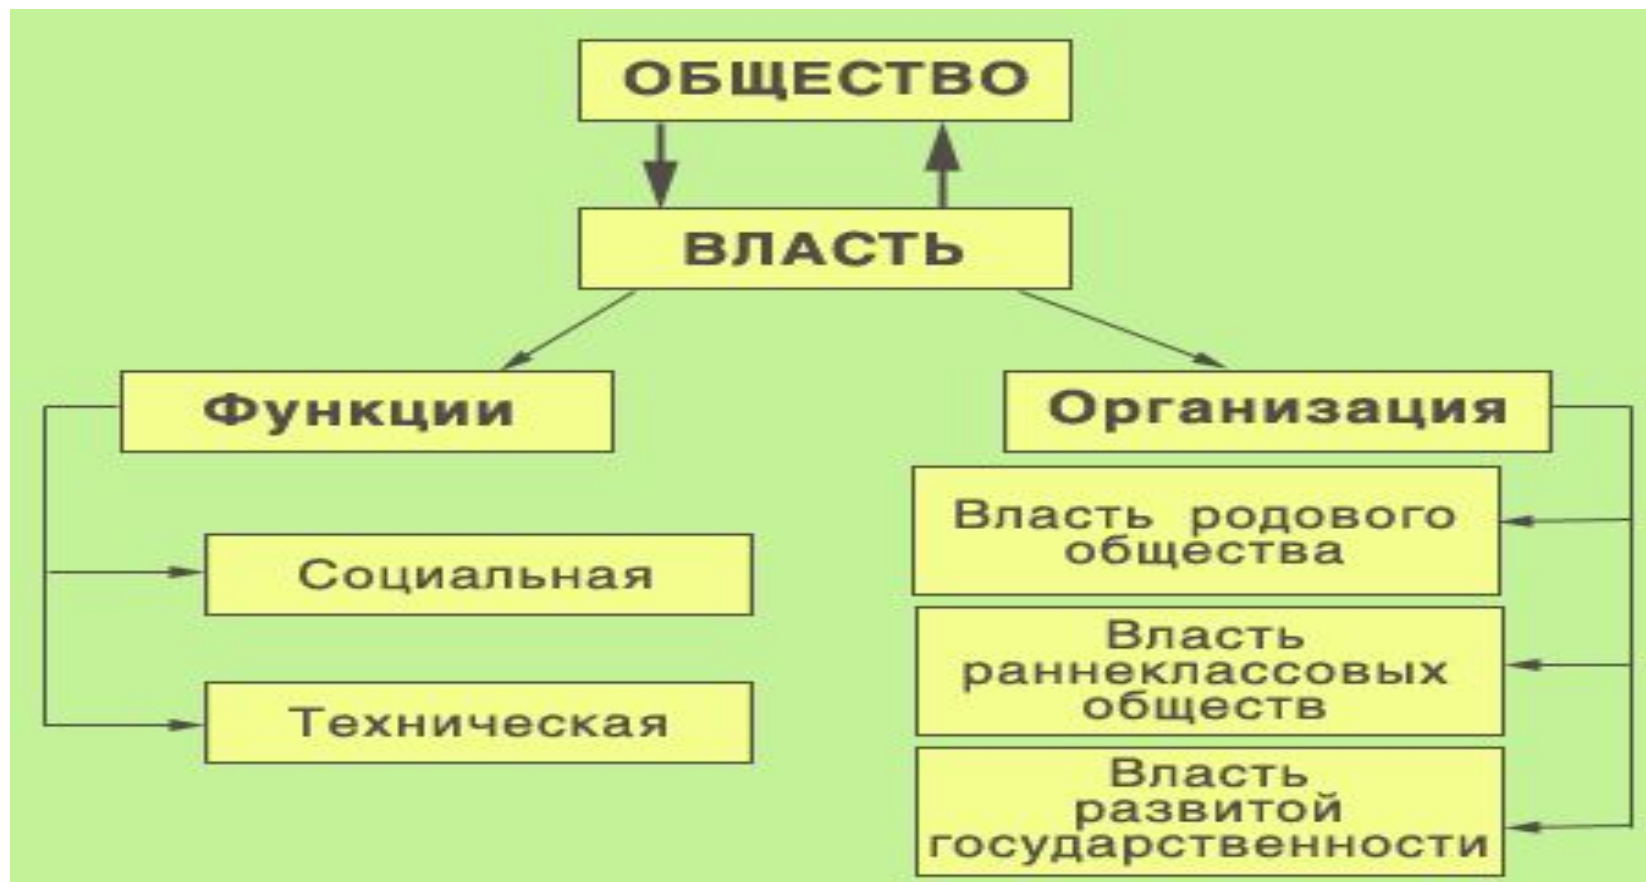 ОБЩЕСТВО
ВЛАСТЬ
Функции
Организация
Социальная
Техническая
Власть родового
общества
Власть
раннеклассовых
обществ
Власть
развитой
государственности